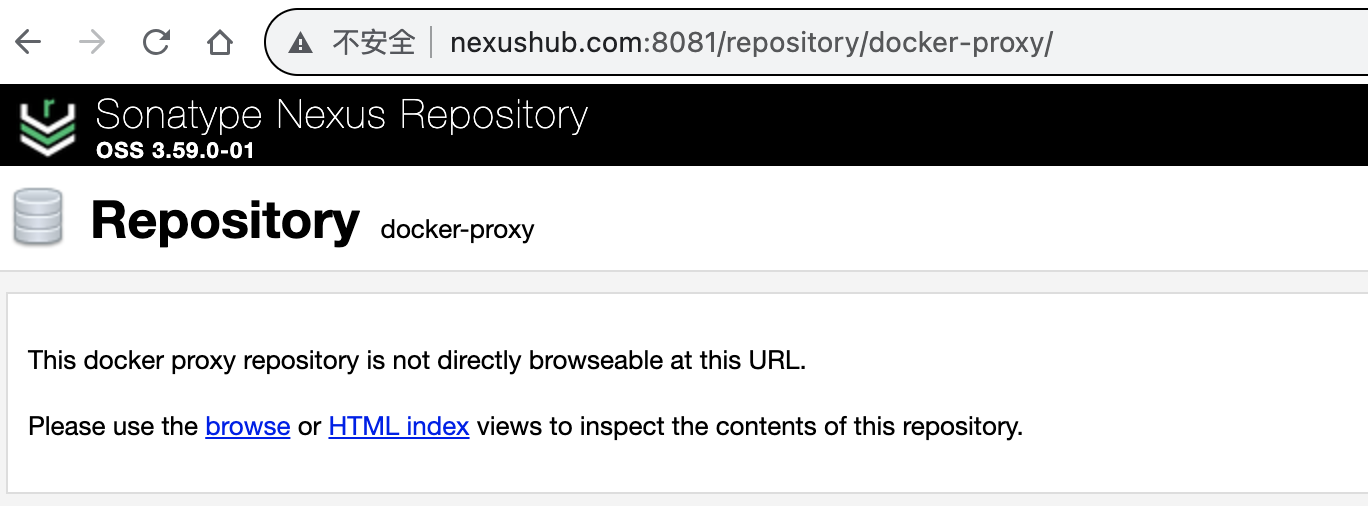 不安全 nexushub.com:8081/repository/docker-proxy/
Sonatype Nexus Repository
OSS 3.59.0-01
Repository docker-proxy
This docker proxy repository is not directly browseable at this URL.
Please use the browse or HTML index views to inspect the contents of this repository.